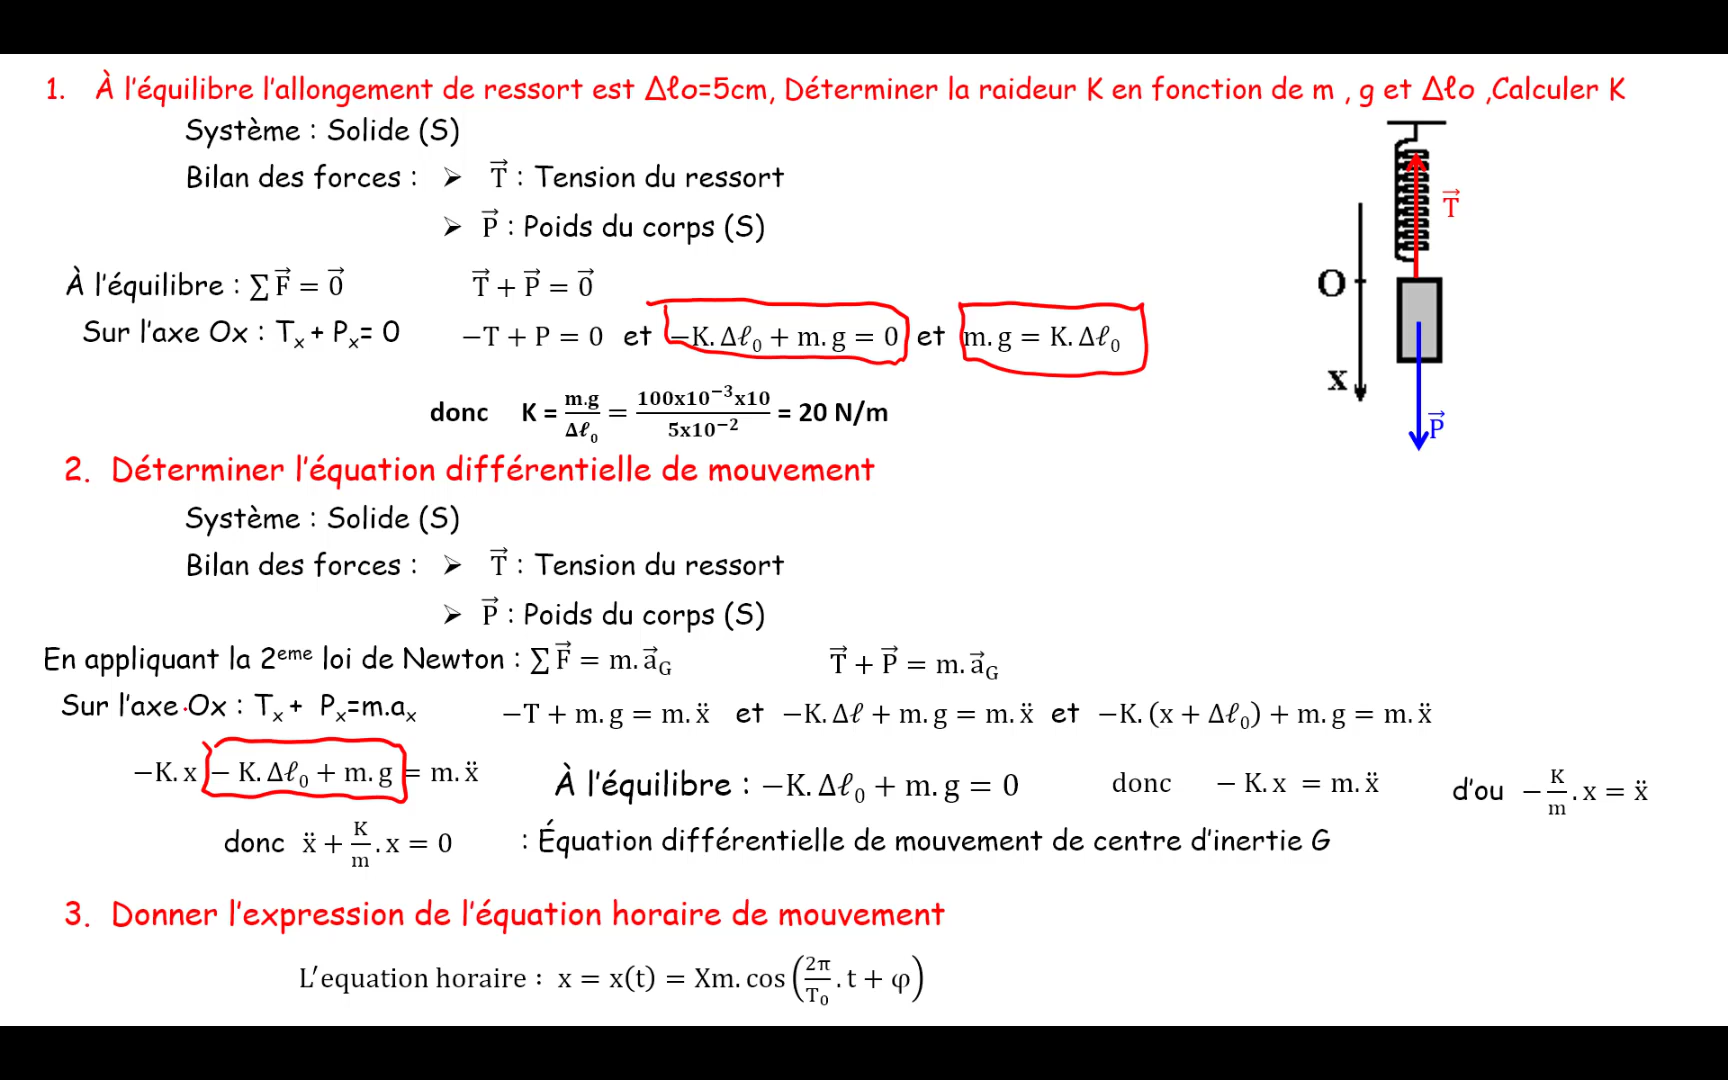 1. À l'équilibre l'allongement de ressort est Δℓo=5cm, Déterminer la raideur K en fonction de m , g et Δℓo ,Calculer K
Système : Solide (S)
Bilan des forces : ➢ T⃗ : Tension du ressort
➢ P⃗ : Poids du corps (S)
À l'équilibre : ∑F⃗ = 0⃗ T⃗ + P⃗ = 0⃗
Sur l'axe Ox : Tₓ + Pₓ= 0 −T + P = 0 et −K. Δℓ₀ + m. g = 0 et m. g = K. Δℓ₀
donc K = m.g/Δℓ₀ = 100x10⁻³x10/5x10⁻² = 20 N/m
T⃗
O
x
P⃗
2. Déterminer l'équation différentielle de mouvement
Système : Solide (S)
Bilan des forces : ➢ T⃗ : Tension du ressort
➢ P⃗ : Poids du corps (S)
En appliquant la 2ᵉᵐᵉ loi de Newton : ∑F⃗ = m. a⃗_G T⃗ + P⃗ = m. a⃗_G
Sur l'axe Ox : Tₓ + Pₓ=m.aₓ −T + m. g = m. ẍ et −K. Δℓ + m. g = m. ẍ et −K. (x + Δℓ₀) + m. g = m. ẍ
−K. x − K. Δℓ₀ + m. g = m. ẍ À l'équilibre : −K. Δℓ₀ + m. g = 0 donc − K. x = m. ẍ d'ou −K/m . x = ẍ
donc ẍ + K/m . x = 0 : Équation différentielle de mouvement de centre d'inertie G
3. Donner l'expression de l'équation horaire de mouvement
L′equation horaire : x = x(t) = Xm. cos(2π/T₀ . t + φ)